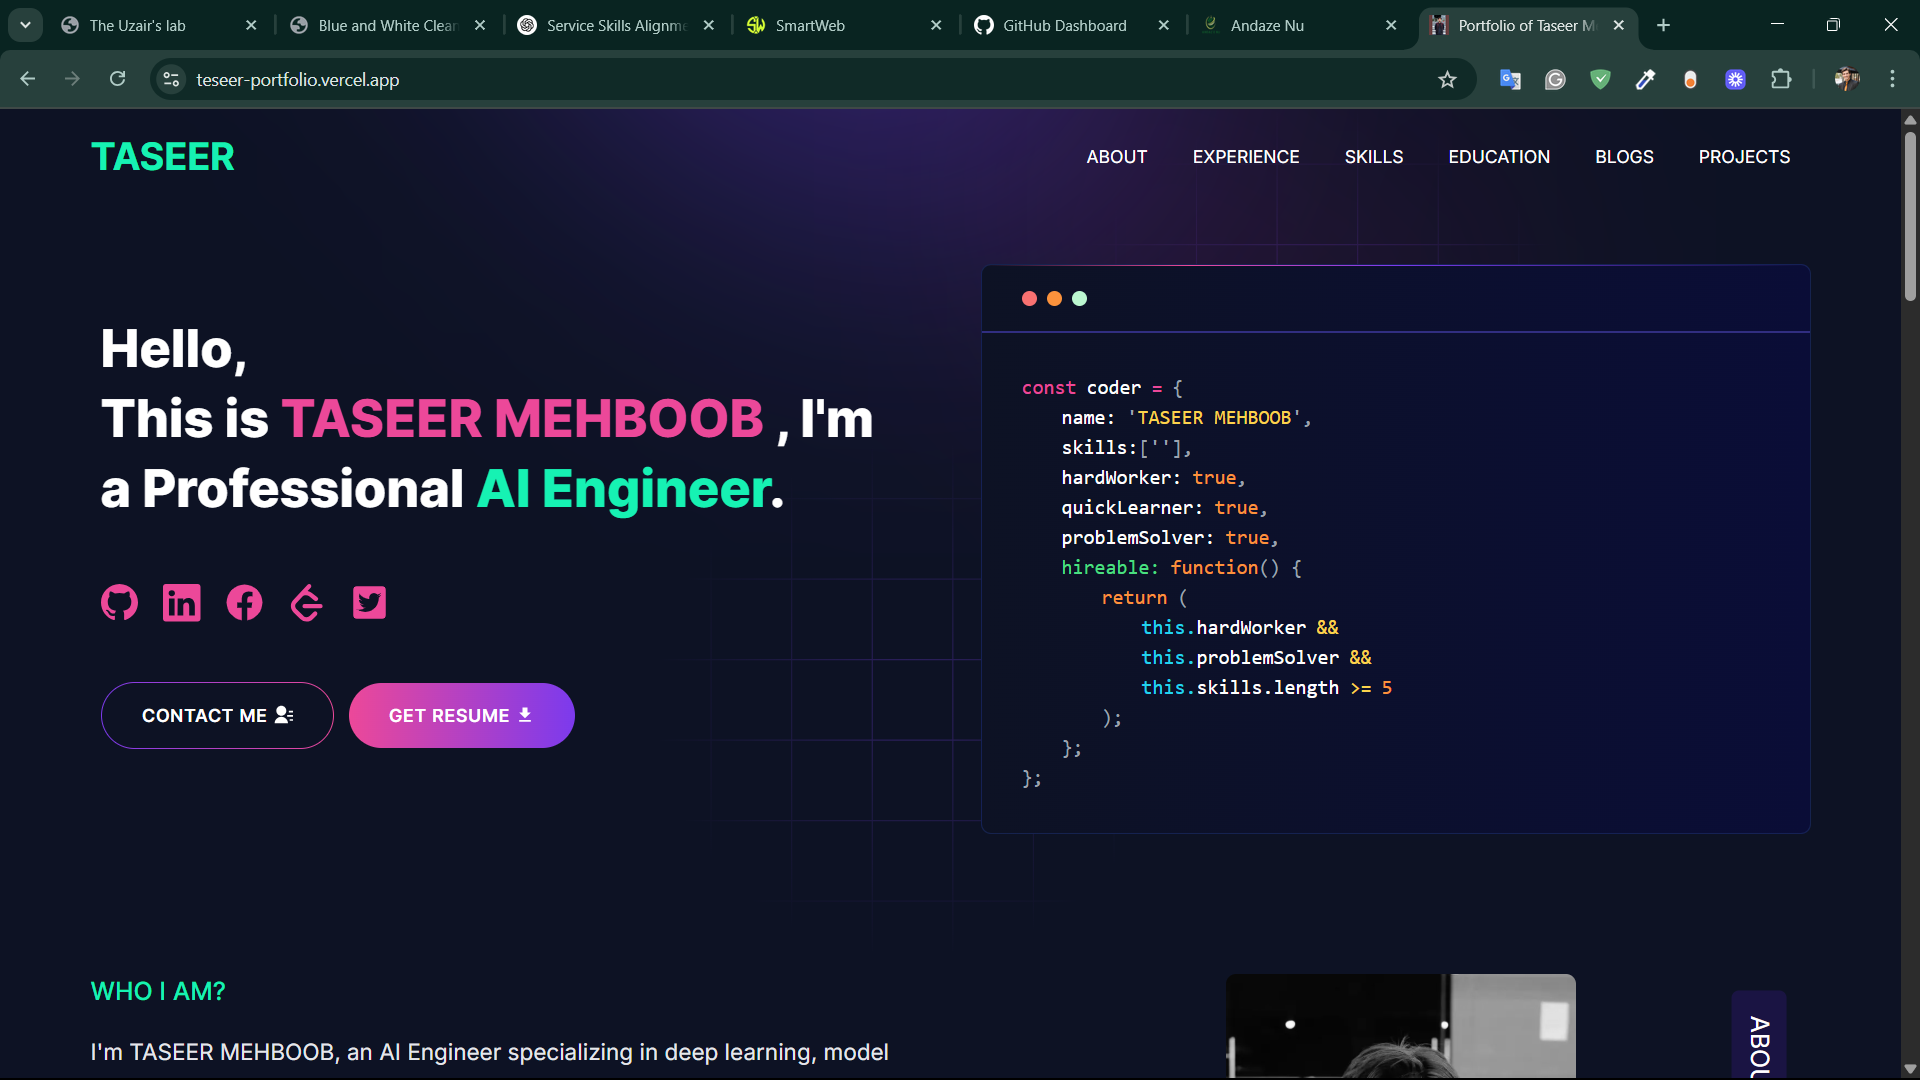 The Uzair's lab
Blue and White Clean
Service Skills Alignme
SmartWeb
GitHub Dashboard
Andaze Nu
Portfolio of Taseer M
teseer-portfolio.vercel.app
TASEER
ABOUT
EXPERIENCE
SKILLS
EDUCATION
BLOGS
PROJECTS
Hello,
This is TASEER MEHBOOB , I'm
a Professional AI Engineer.
CONTACT ME
GET RESUME
const coder = {
name: 'TASEER MEHBOOB',
skills:[''],
hardWorker: true,
quickLearner: true,
problemSolver: true,
hireable: function() {
return (
this.hardWorker &&
this.problemSolver &&
this.skills.length >= 5
);
};
};
WHO I AM?
I'm TASEER MEHBOOB, an AI Engineer specializing in deep learning, model
ABOU